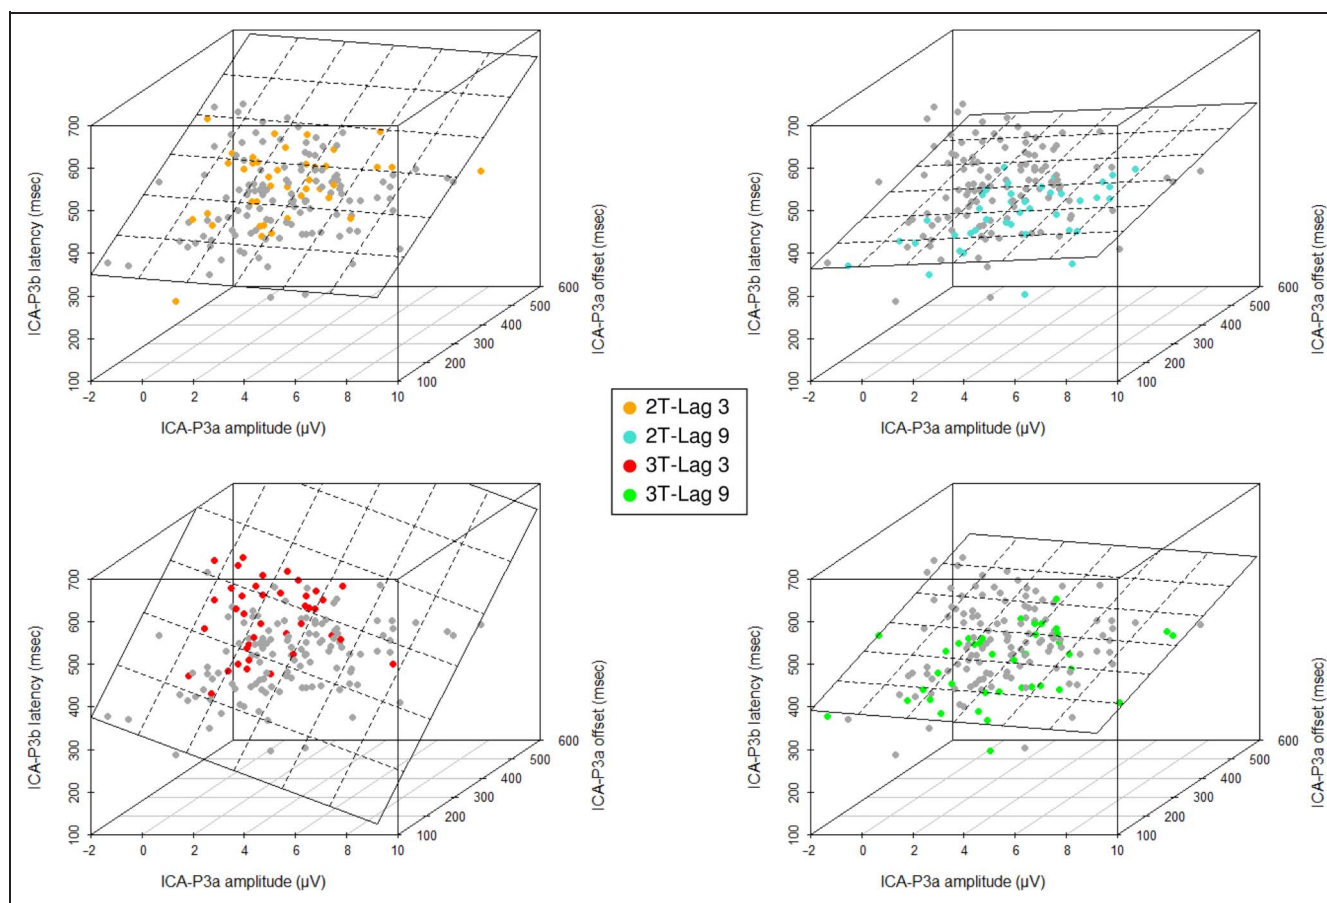 700
600
500
400
300
200
100
ICA-P3b latency (msec)
−2 0 2 4 6 8 10
ICA-P3a amplitude (µV)
100
200
300
400
500
600
ICA-P3a offset (msec)
700
600
500
400
300
200
100
ICA-P3b latency (msec)
−2 0 2 4 6 8 10
ICA-P3a amplitude (µV)
100
200
300
400
500
600
ICA-P3a offset (msec)
2T-Lag 3
2T-Lag 9
3T-Lag 3
3T-Lag 9
700
600
500
400
300
200
100
ICA-P3b latency (msec)
−2 0 2 4 6 8 10
ICA-P3a amplitude (µV)
100
200
300
400
500
600
ICA-P3a offset (msec)
700
600
500
400
300
200
100
ICA-P3b latency (msec)
−2 0 2 4 6 8 10
ICA-P3a amplitude (µV)
100
200
300
400
500
600
ICA-P3a offset (msec)